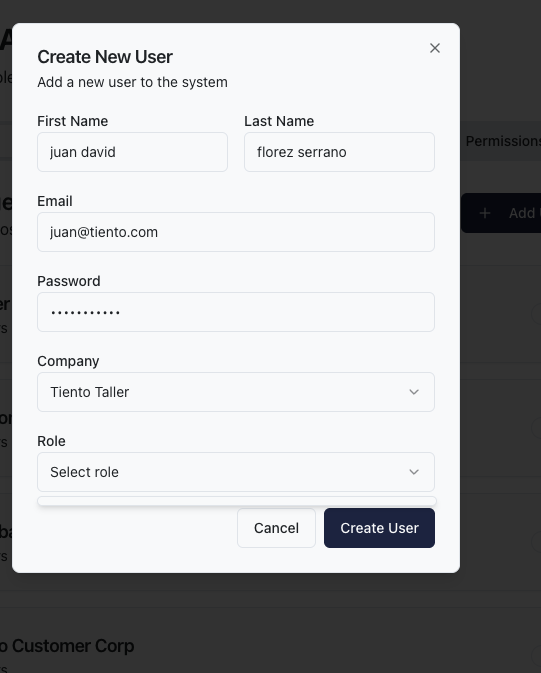 Create New User
Add a new user to the system
First Name
Last Name
juan david
florez serrano
Email
juan@tiento.com
Password
•••••••••••
Company
Tiento Taller
Role
Select role
Cancel
Create User
Permissions
Add
o Customer Corp